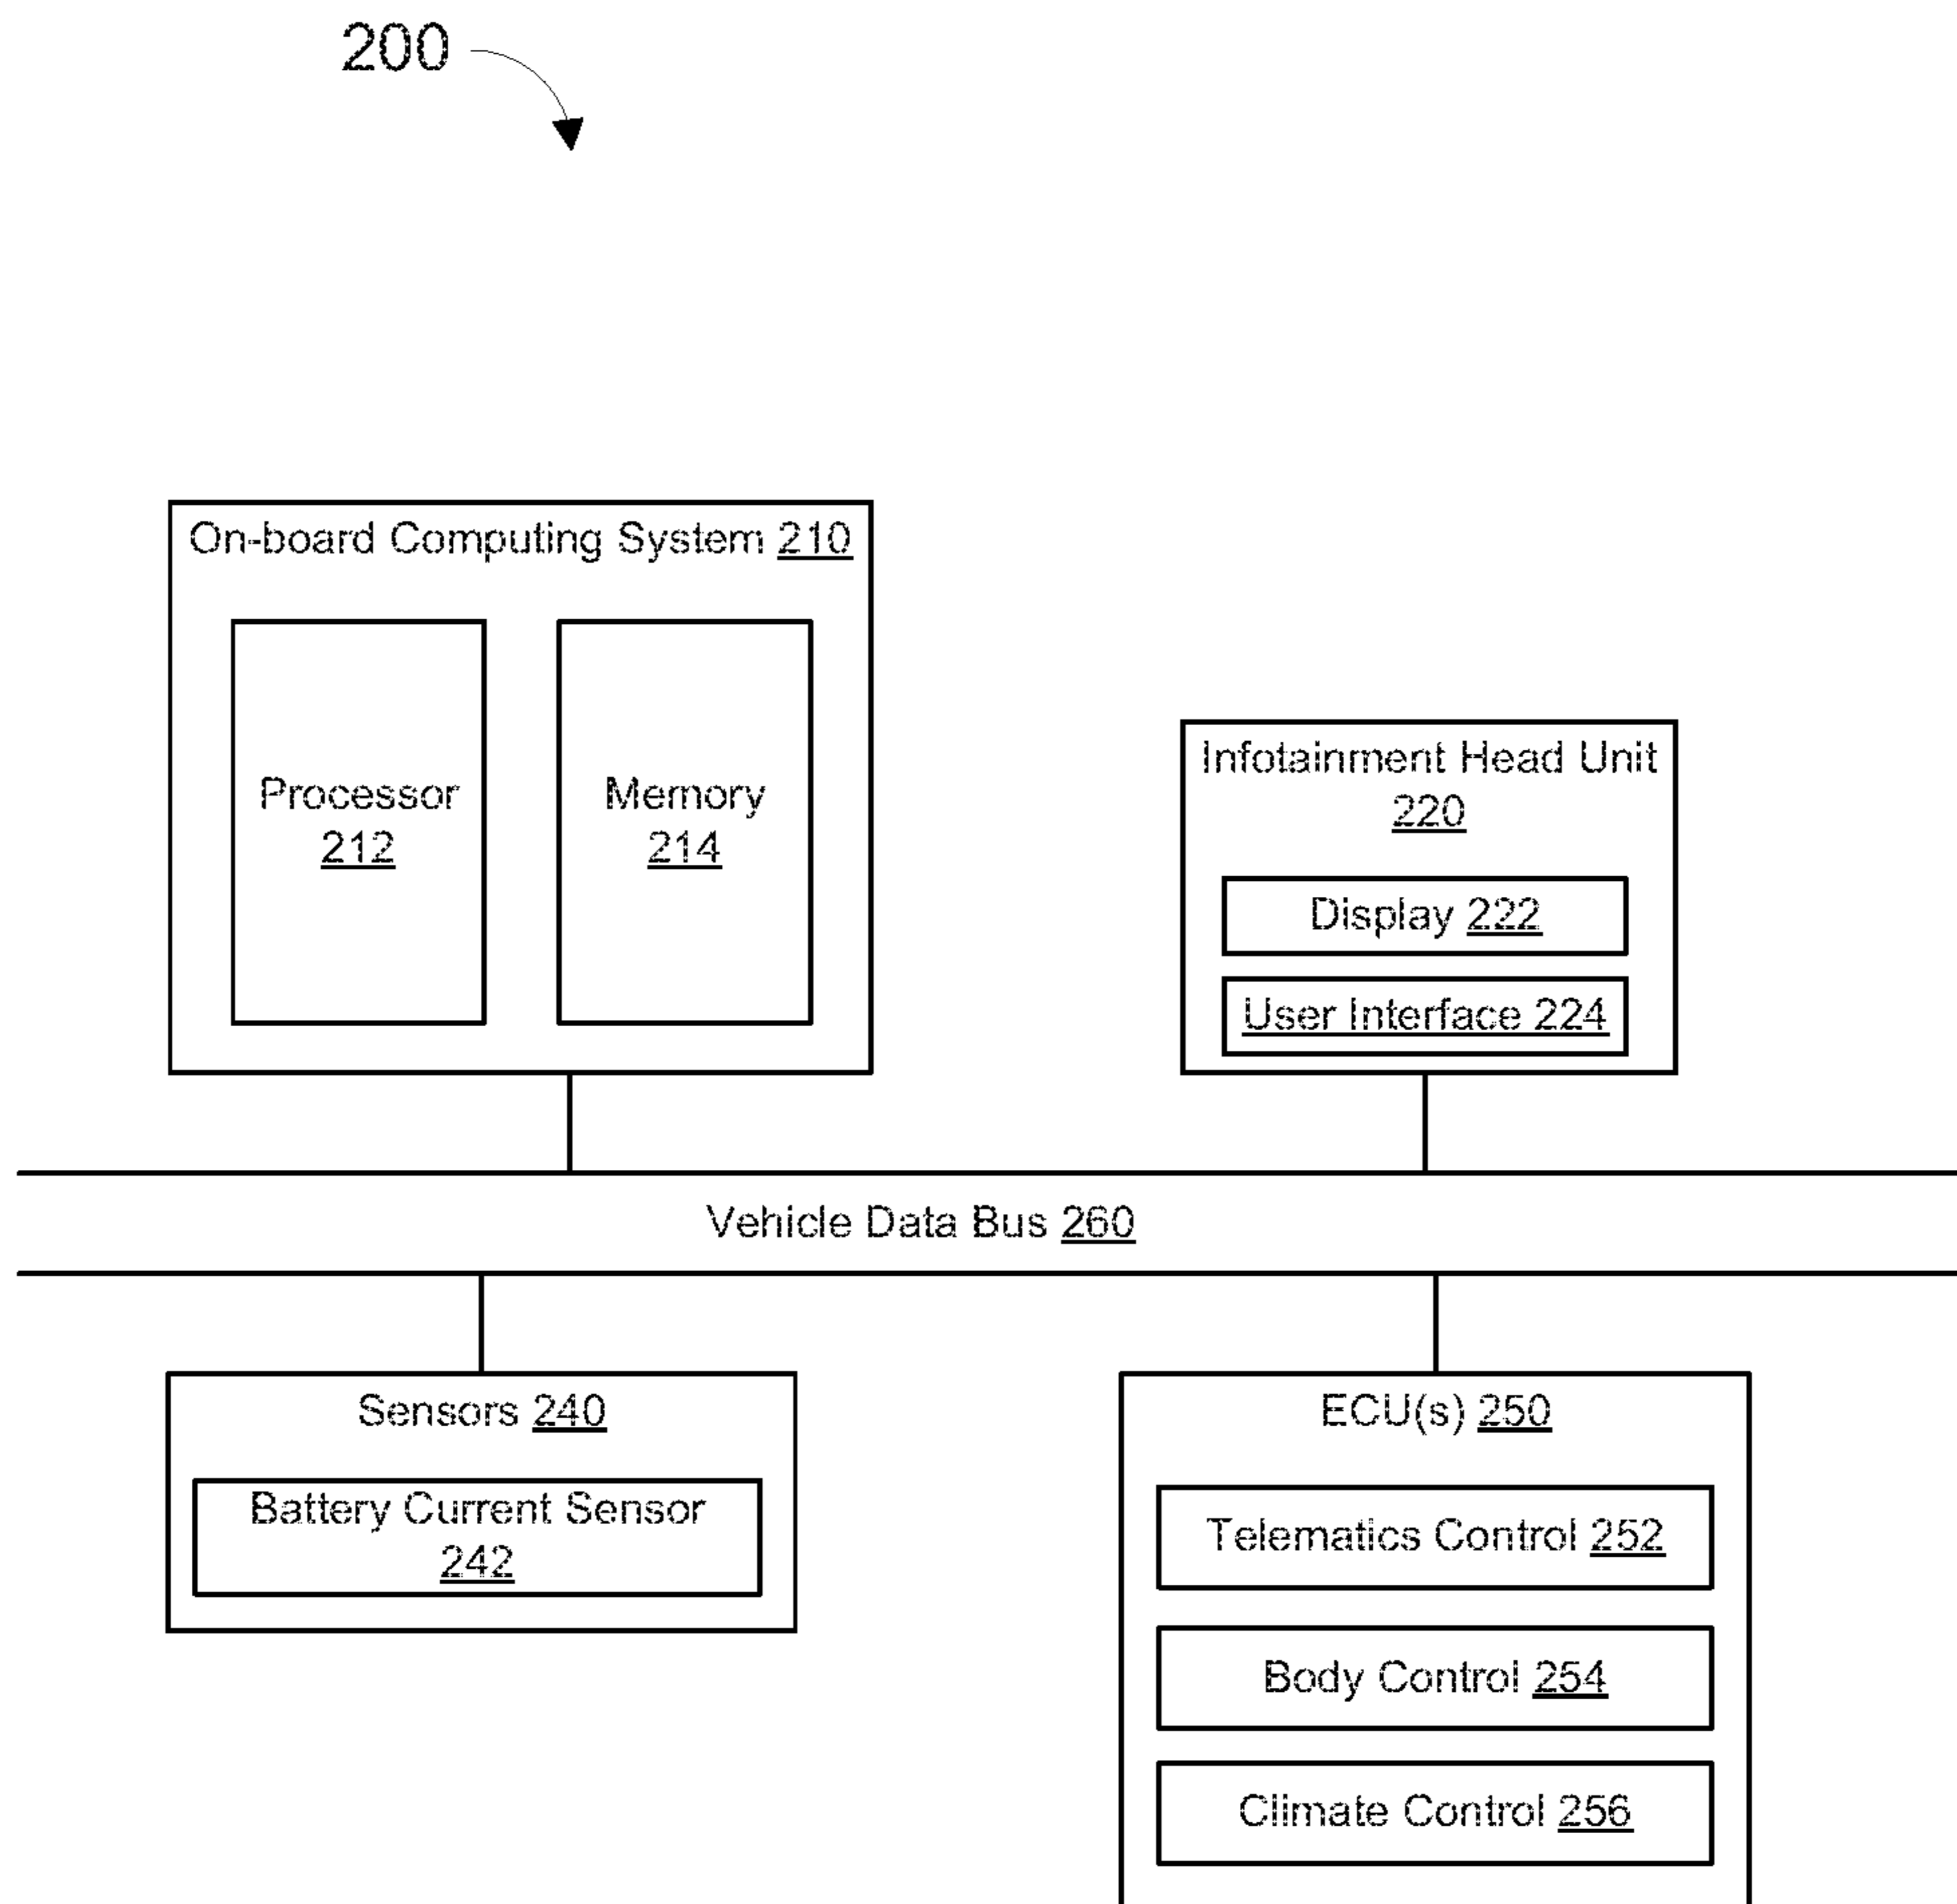 200
On-board Computing System 210
Processor
212
Memory
214
Infotainment Head Unit
220
Display 222
User Interface 224
Vehicle Data Bus 260
Sensors 240
Battery Current Sensor
242
ECU(s) 250
Telematics Control 252
Body Control 254
Climate Control 256